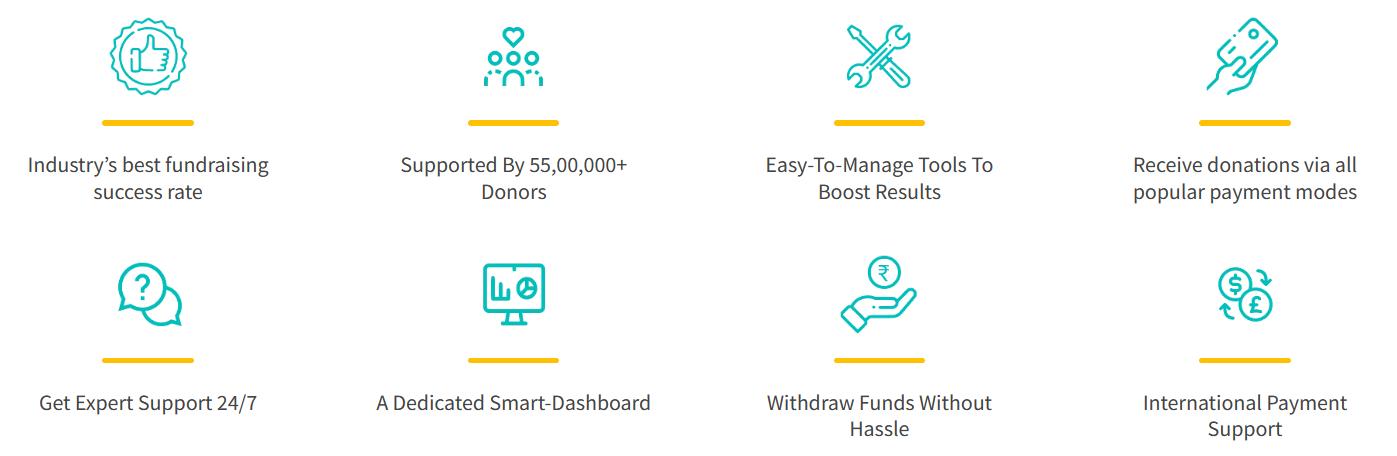 Industry’s best fundraising
success rate
Supported By 55,00,000+
Donors
Easy-To-Manage Tools To
Boost Results
Receive donations via all
popular payment modes
?
₹
$
£
Get Expert Support 24/7
A Dedicated Smart-Dashboard
Withdraw Funds Without
Hassle
International Payment
Support